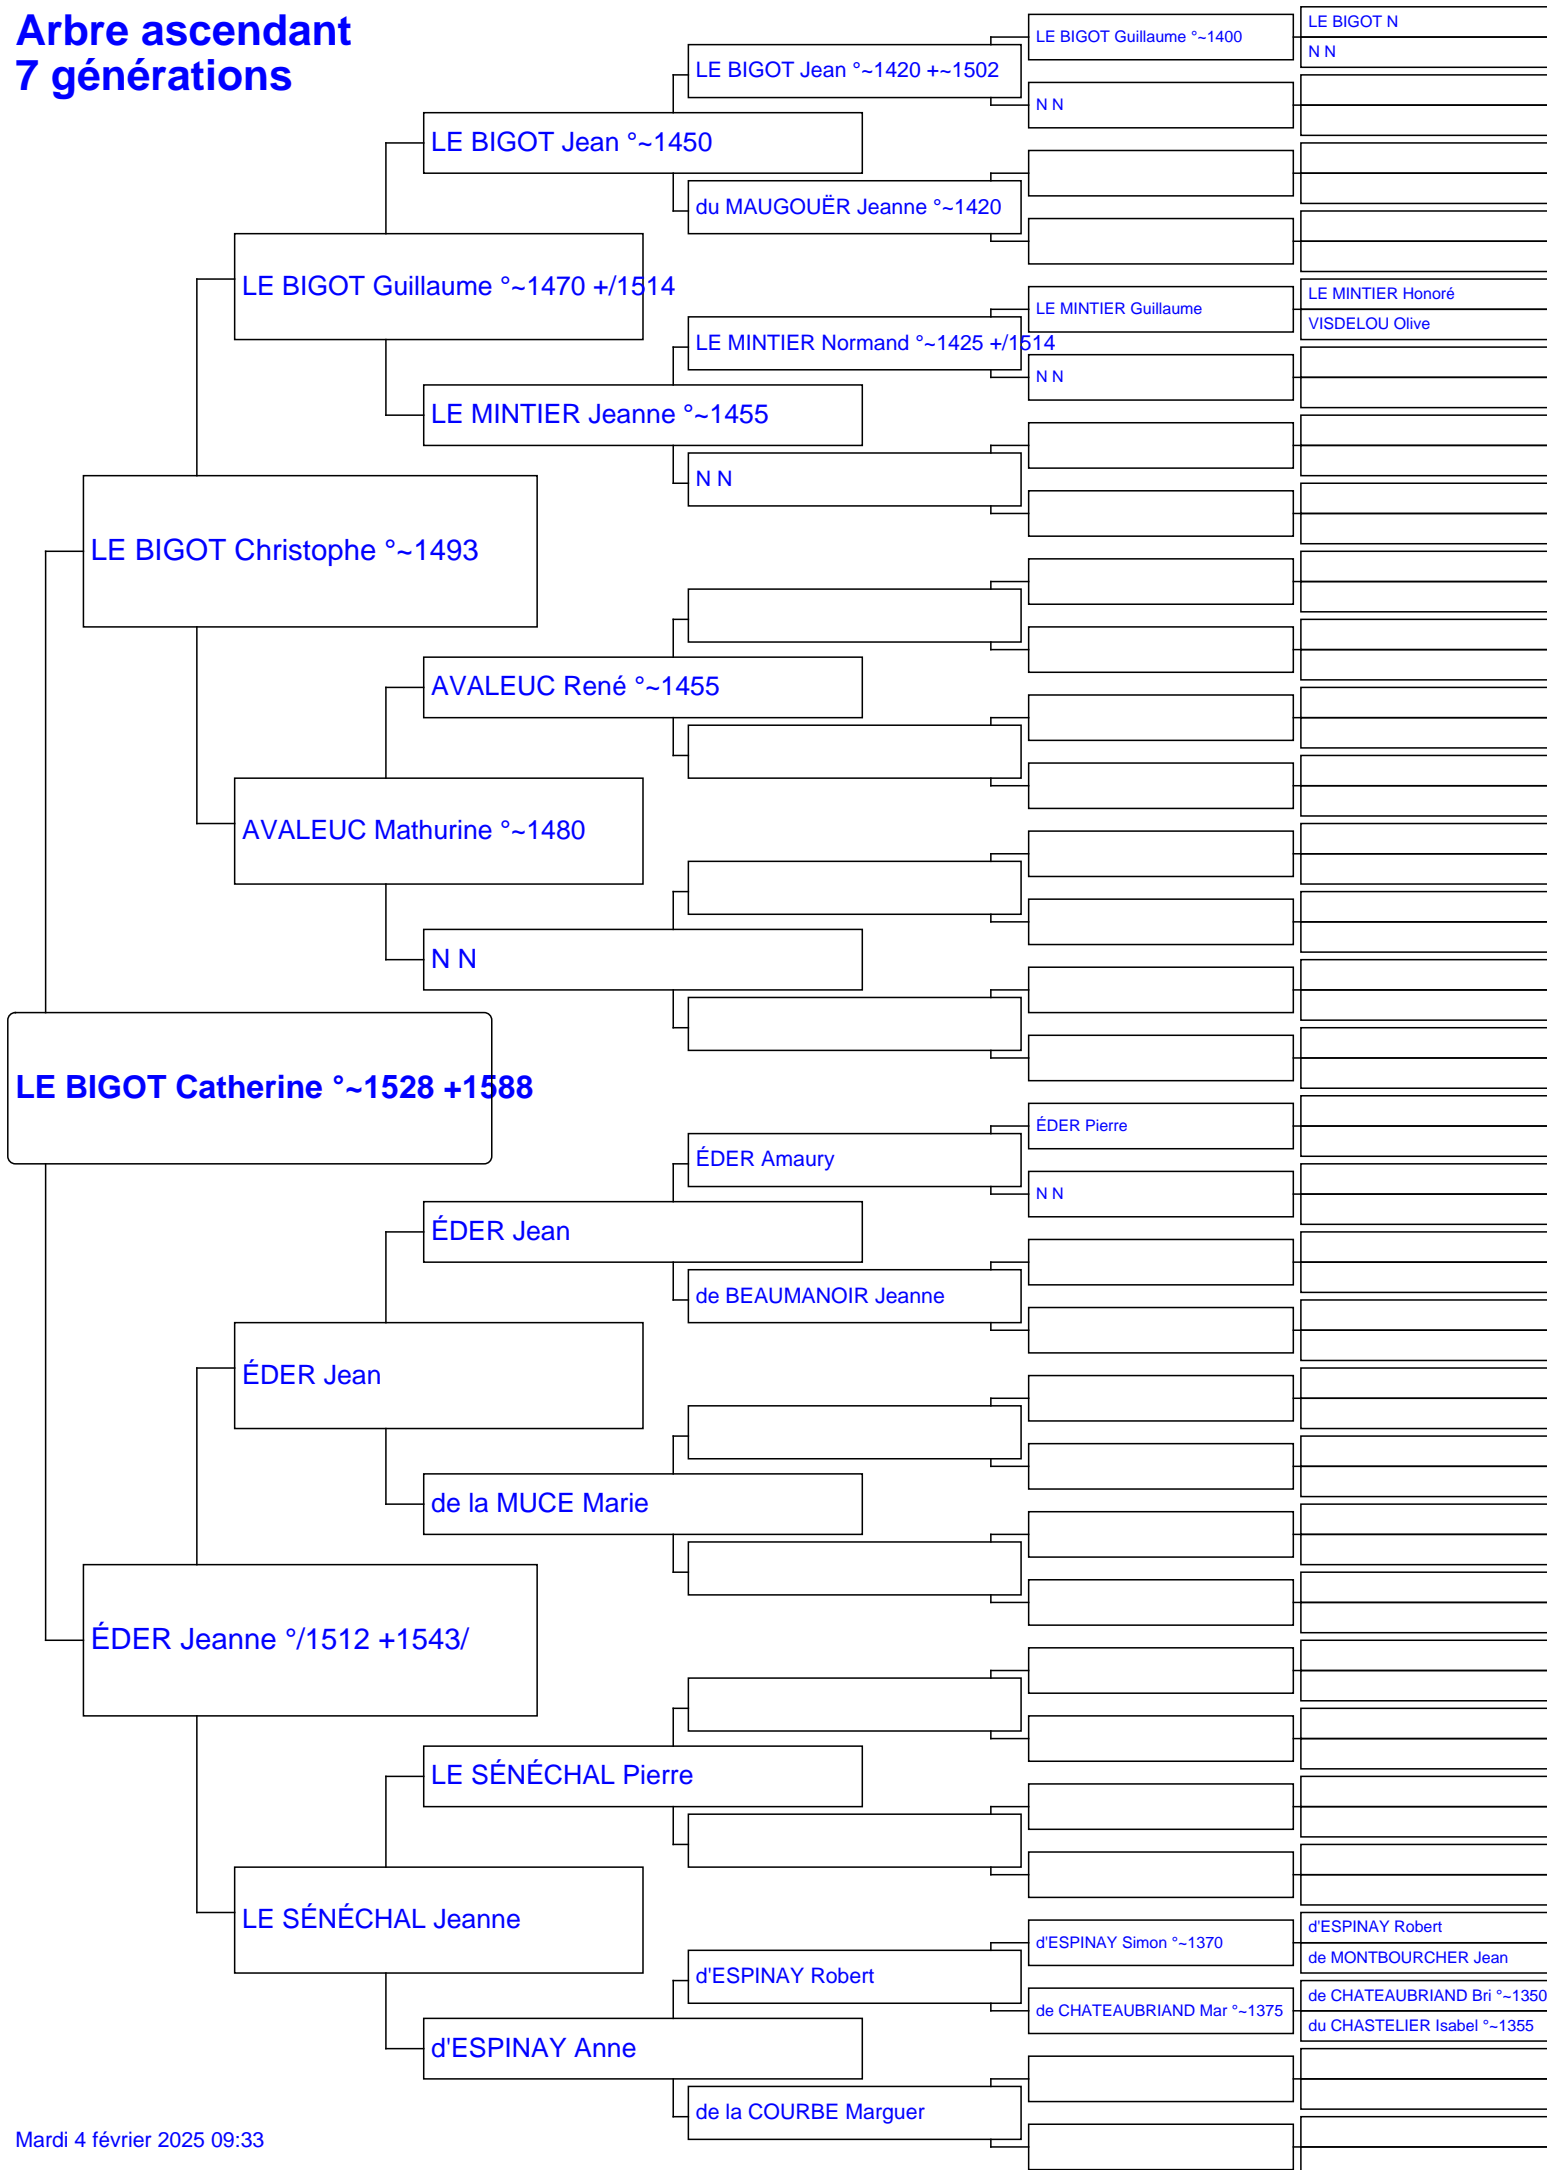 Arbre ascendant
7 générations
LE BIGOT N
LE BIGOT Guillaume °~1400
N N
LE BIGOT Jean °~1420 +~1502
N N
LE BIGOT Jean °~1450
du MAUGOUËR Jeanne °~1420
LE BIGOT Guillaume °~1470 +/1514
LE MINTIER Honoré
LE MINTIER Guillaume
VISDELOU Olive
LE MINTIER Normand °~1425 +/1514
N N
LE MINTIER Jeanne °~1455
N N
LE BIGOT Christophe °~1493
AVALEUC René °~1455
AVALEUC Mathurine °~1480
N N
LE BIGOT Catherine °~1528 +1588
ÉDER Pierre
ÉDER Amaury
N N
ÉDER Jean
de BEAUMANOIR Jeanne
ÉDER Jean
de la MUCE Marie
ÉDER Jeanne °/1512 +1543/
LE SÉNÉCHAL Pierre
LE SÉNÉCHAL Jeanne
d'ESPINAY Robert
d'ESPINAY Simon °~1370
de MONTBOURCHER Jean
d'ESPINAY Robert
de CHATEAUBRIAND Bri °~1350
de CHATEAUBRIAND Mar °~1375
du CHASTELIER Isabel °~1355
d'ESPINAY Anne
de la COURBE Marguer
Mardi 4 février 2025 09:33